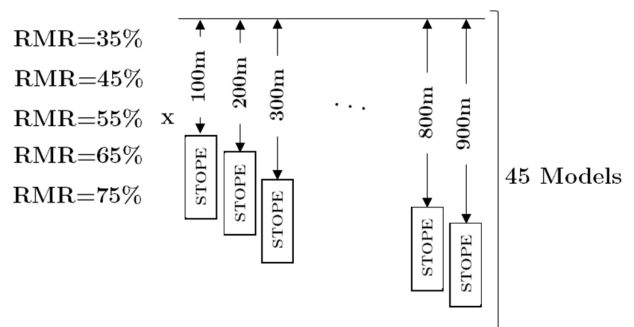 RMR=35%
RMR=45%
RMR=55%
RMR=65%
RMR=75%
x
100m
200m
300m
. . .
800m
900m
STOPE
STOPE
STOPE
STOPE
STOPE
45 Models